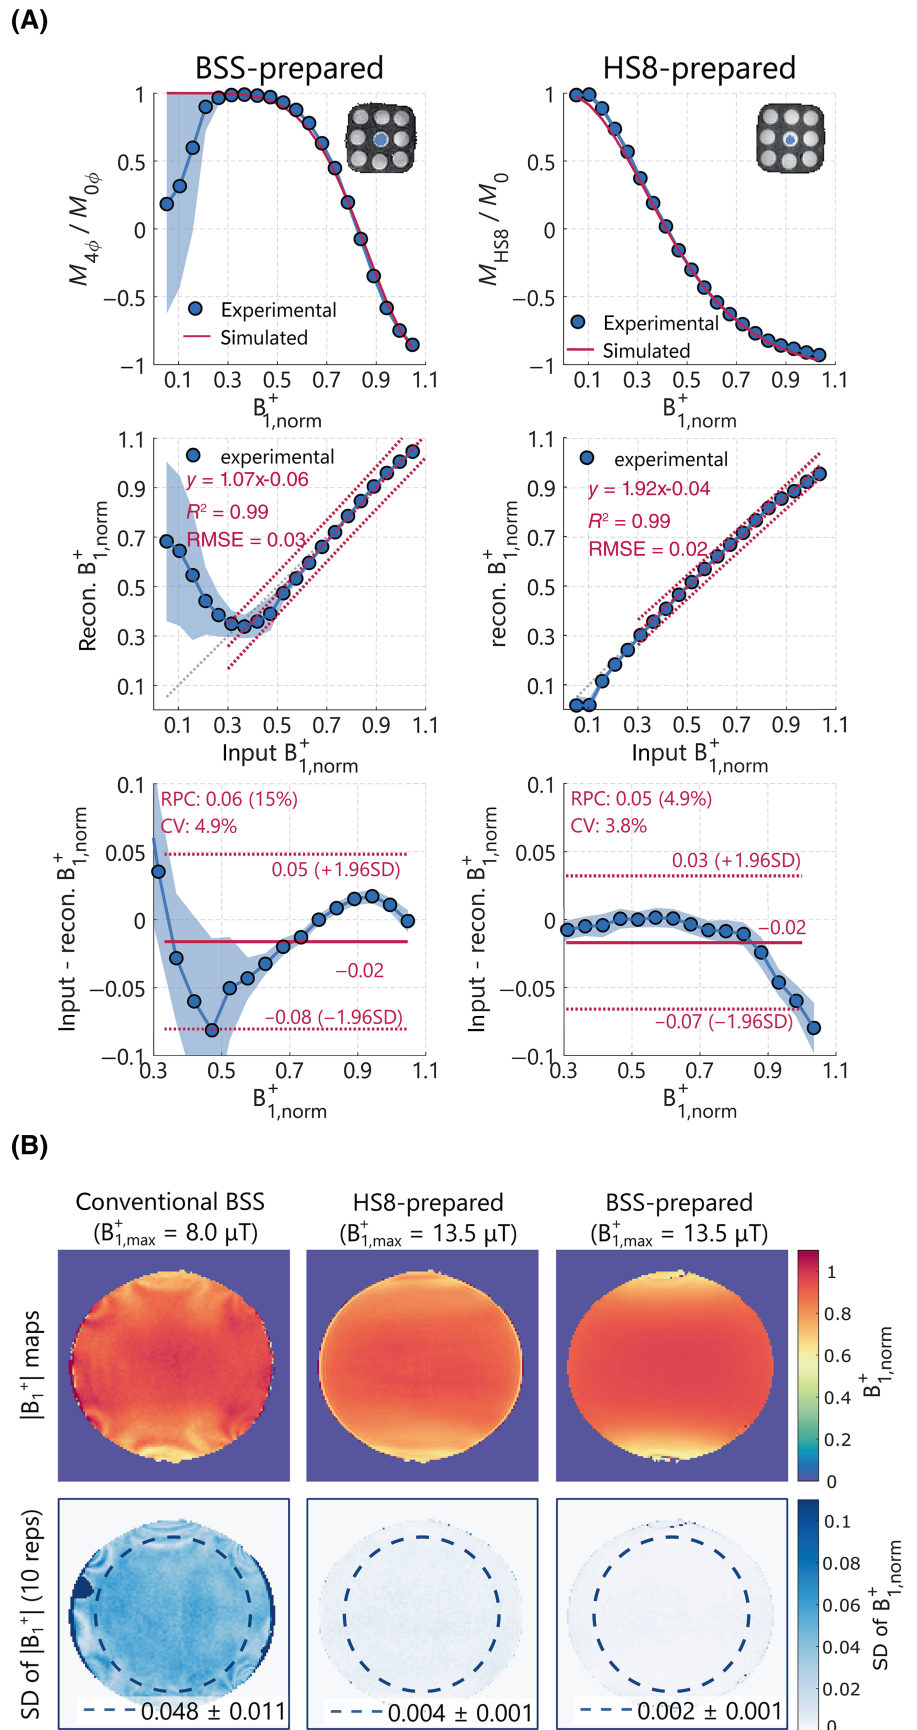 (A)
BSS-prepared
HS8-prepared
M4ϕ / M0ϕ
1
0.5
0
−0.5
−1
Experimental
Simulated
0.1 0.3 0.5 0.7 0.9 1.1
B+1,norm
MHS8 / M0
1
0.5
0
−0.5
−1
Experimental
Simulated
0.1 0.3 0.5 0.7 0.9 1.1
B+1,norm
Recon. B+1,norm
1.1
0.9
0.7
0.5
0.3
0.1
experimental
y = 1.07x-0.06
R² = 0.99
RMSE = 0.03
0.1 0.3 0.5 0.7 0.9 1.1
Input B+1,norm
recon. B+1,norm
1.1
0.9
0.7
0.5
0.3
0.1
experimental
y = 1.92x-0.04
R² = 0.99
RMSE = 0.02
0.1 0.3 0.5 0.7 0.9 1.1
Input B+1,norm
Input - recon. B+1,norm
0.1
0.05
0
−0.05
−0.1
RPC: 0.06 (15%)
CV: 4.9%
0.05 (+1.96SD)
−0.02
−0.08 (−1.96SD)
0.3 0.5 0.7 0.9 1.1
B+1,norm
Input - recon. B+1,norm
0.1
0.05
0
−0.05
−0.1
RPC: 0.05 (4.9%)
CV: 3.8%
0.03 (+1.96SD)
−0.02
−0.07 (−1.96SD)
0.3 0.5 0.7 0.9 1.1
B+1,norm
(B)
Conventional BSS
(B+1,max = 8.0 µT)
HS8-prepared
(B+1,max = 13.5 µT)
BSS-prepared
(B+1,max = 13.5 µT)
|B1+| maps
1
0.8
0.6
0.4
0.2
0
B+1,norm
SD of |B1+| (10 reps)
0.048 ± 0.011
0.004 ± 0.001
0.002 ± 0.001
0.1
0.08
0.06
0.04
0.02
0
SD of B+1,norm